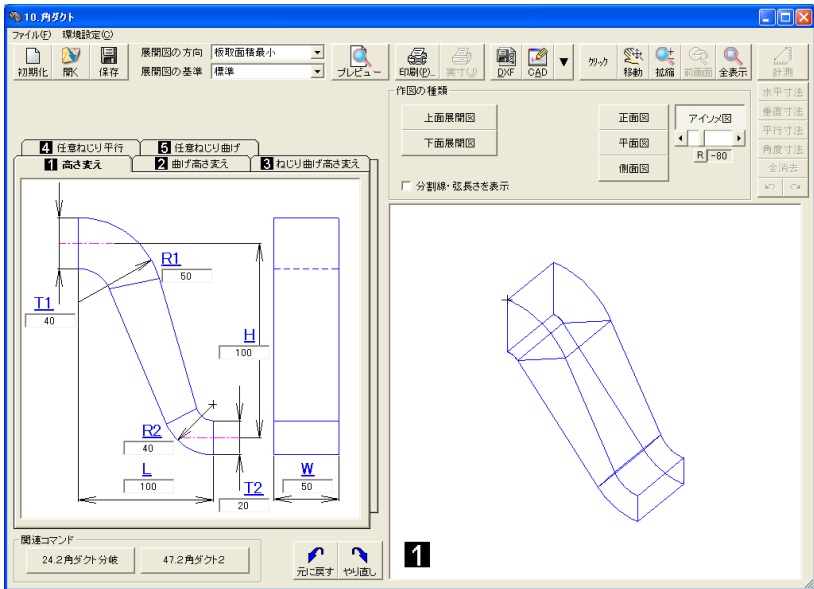 10.角ダクト
ファイル(F) 環境設定(C)
初期化 開く 保存
展開図の方向 板取面積最小
展開図の基準 標準
プレビュー 印刷(P).. 実寸(J) DXF CAD ▼ クリック 移動 拡縮 前画面 全表示 計測
作図の種類
上面展開図
下面展開図
正面図
平面図
側面図
アイソメ図
R -80
分割線・弦長さを表示
水平寸法
垂直寸法
平行寸法
角度寸法
全消去
4 任意ねじり平行 5 任意ねじり曲げ
1 高さ変え 2 曲げ高さ変え 3 ねじり曲げ高さ変え
R1
50
T1
40
H
100
R2
40
L
100
T2
20
W
50
関連コマンド
24.2角ダクト分岐 47.2角ダクト2
元に戻す やり直し
1